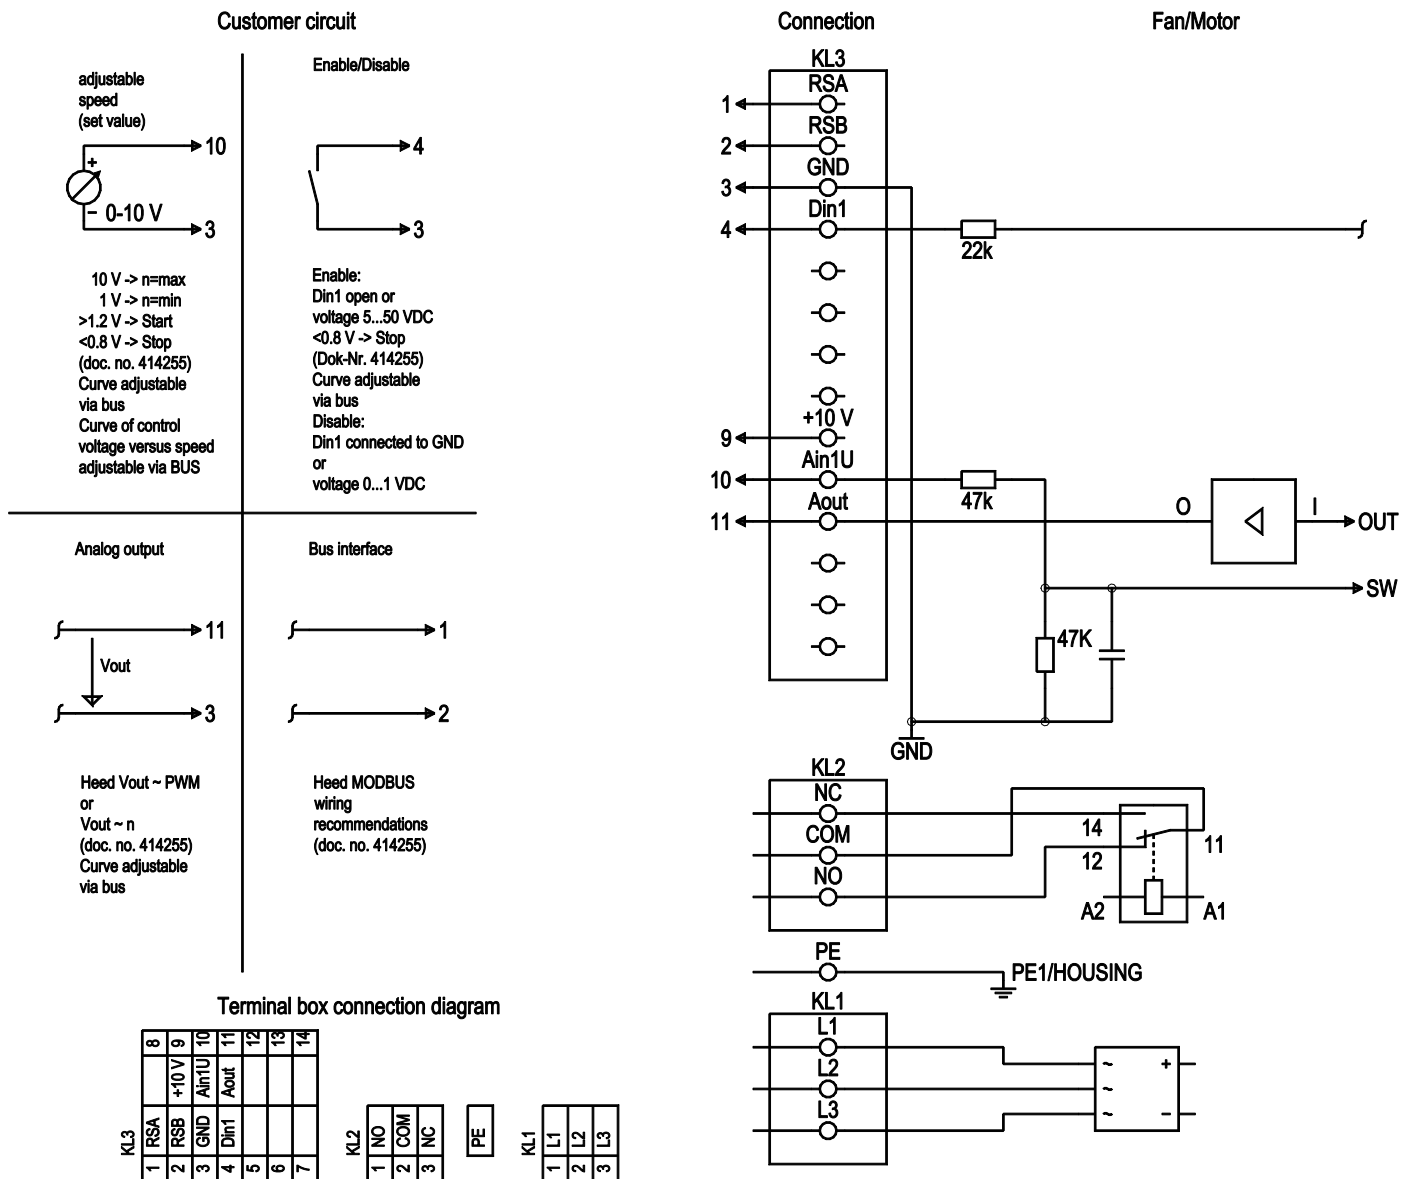 Customer circuit
Connection
Fan/Motor
adjustable
speed
(set value)
10
+
− 0-10 V
3
10 V -> n=max
1 V -> n=min
>1.2 V -> Start
<0.8 V -> Stop
(doc. no. 414255)
Curve adjustable
via bus
Curve of control
voltage versus speed
adjustable via BUS
Enable/Disable
4
3
Enable:
Din1 open or
voltage 5...50 VDC
<0.8 V -> Stop
(Dok-Nr. 414255)
Curve adjustable
via bus
Disable:
Din1 connected to GND
or
voltage 0...1 VDC
Analog output
11
Vout
3
Heed Vout ~ PWM
or
Vout ~ n
(doc. no. 414255)
Curve adjustable
via bus
Bus interface
1
2
Heed MODBUS
wiring
recommendations
(doc. no. 414255)
KL3
RSA
1
RSB
2
GND
3
Din1
4
22k
+10 V
9
Ain1U
10
47k
Aout
11
O
I
OUT
SW
47K
GND
KL2
NC
COM
NO
14
12
11
A2
A1
PE
PE1/HOUSING
KL1
L1
L2
L3
~
~
~
+
−
Terminal box connection diagram
KL3
8
9 +10 V
10 Ain1U
11 Aout
12
13
14
1 RSA
2 RSB
3 GND
4 Din1
5
6
7
KL2
1 NO
2 COM
3 NC
PE
KL1
1 L1
2 L2
3 L3